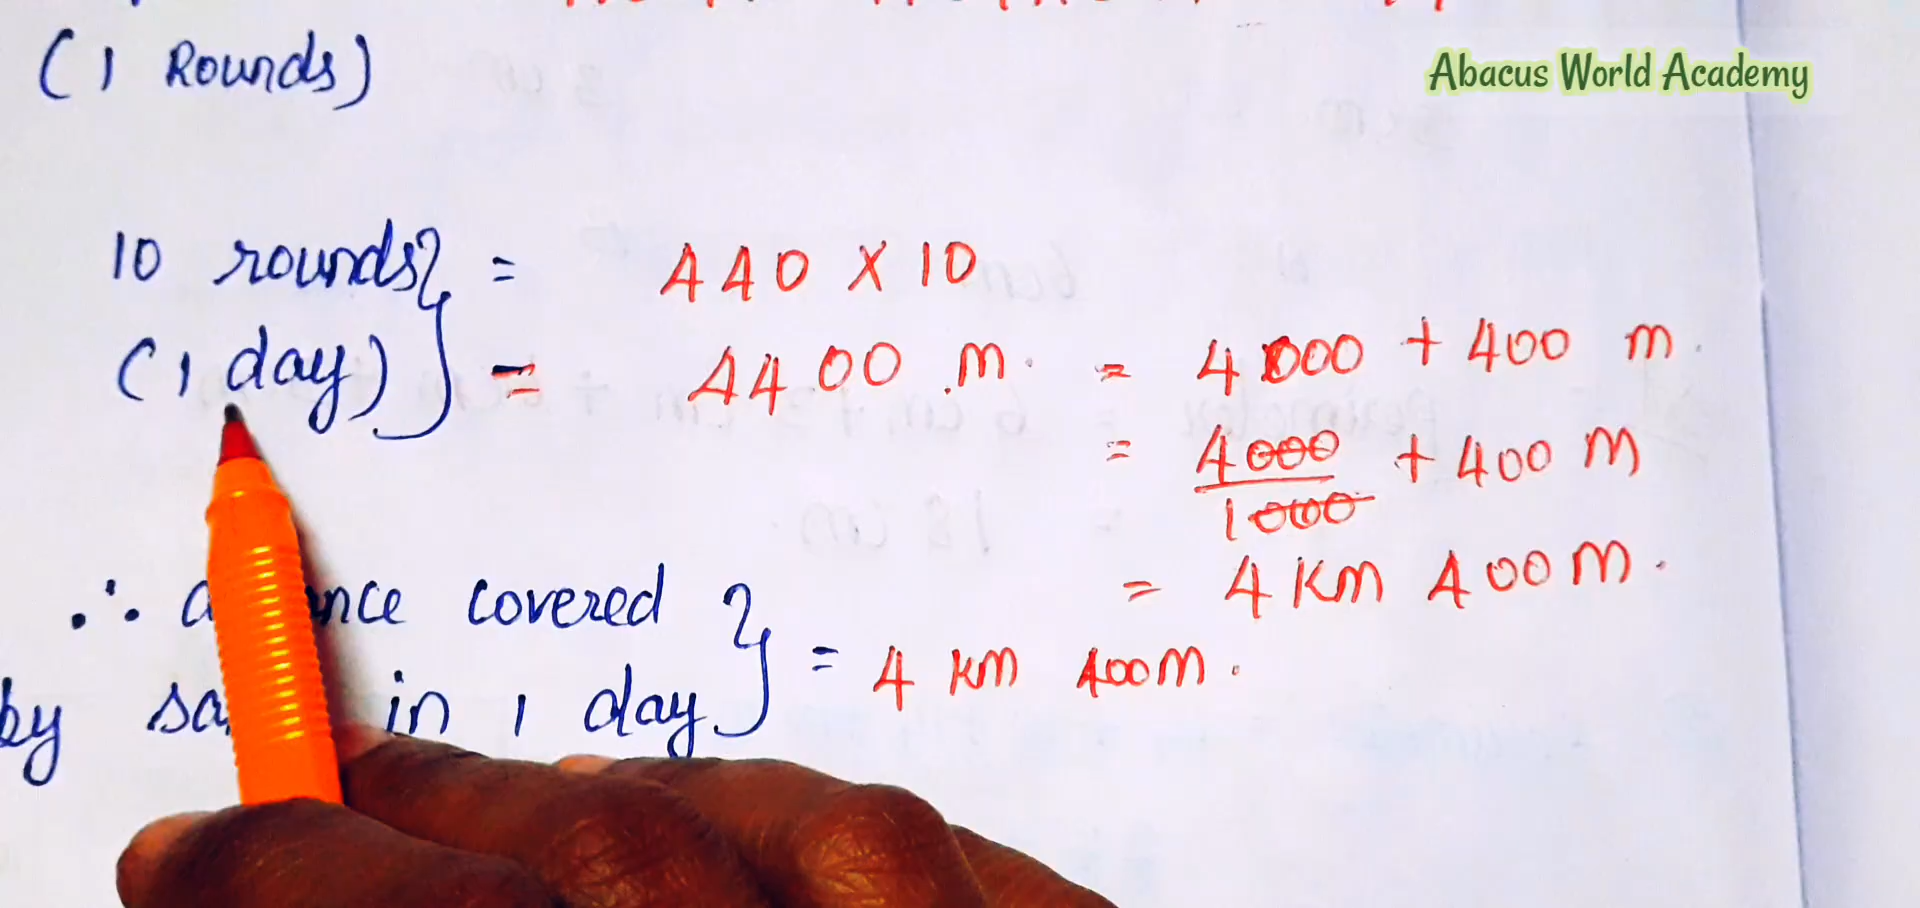 (1 Rounds)
Abacus World Academy
10 rounds = 440 X 10
(1 day) = 4400 m. = 4000 + 400 m.
= 4000/1000 + 400 m
= 4 Km 400m.
∴ covered
by in 1 day = 4 km 400m.